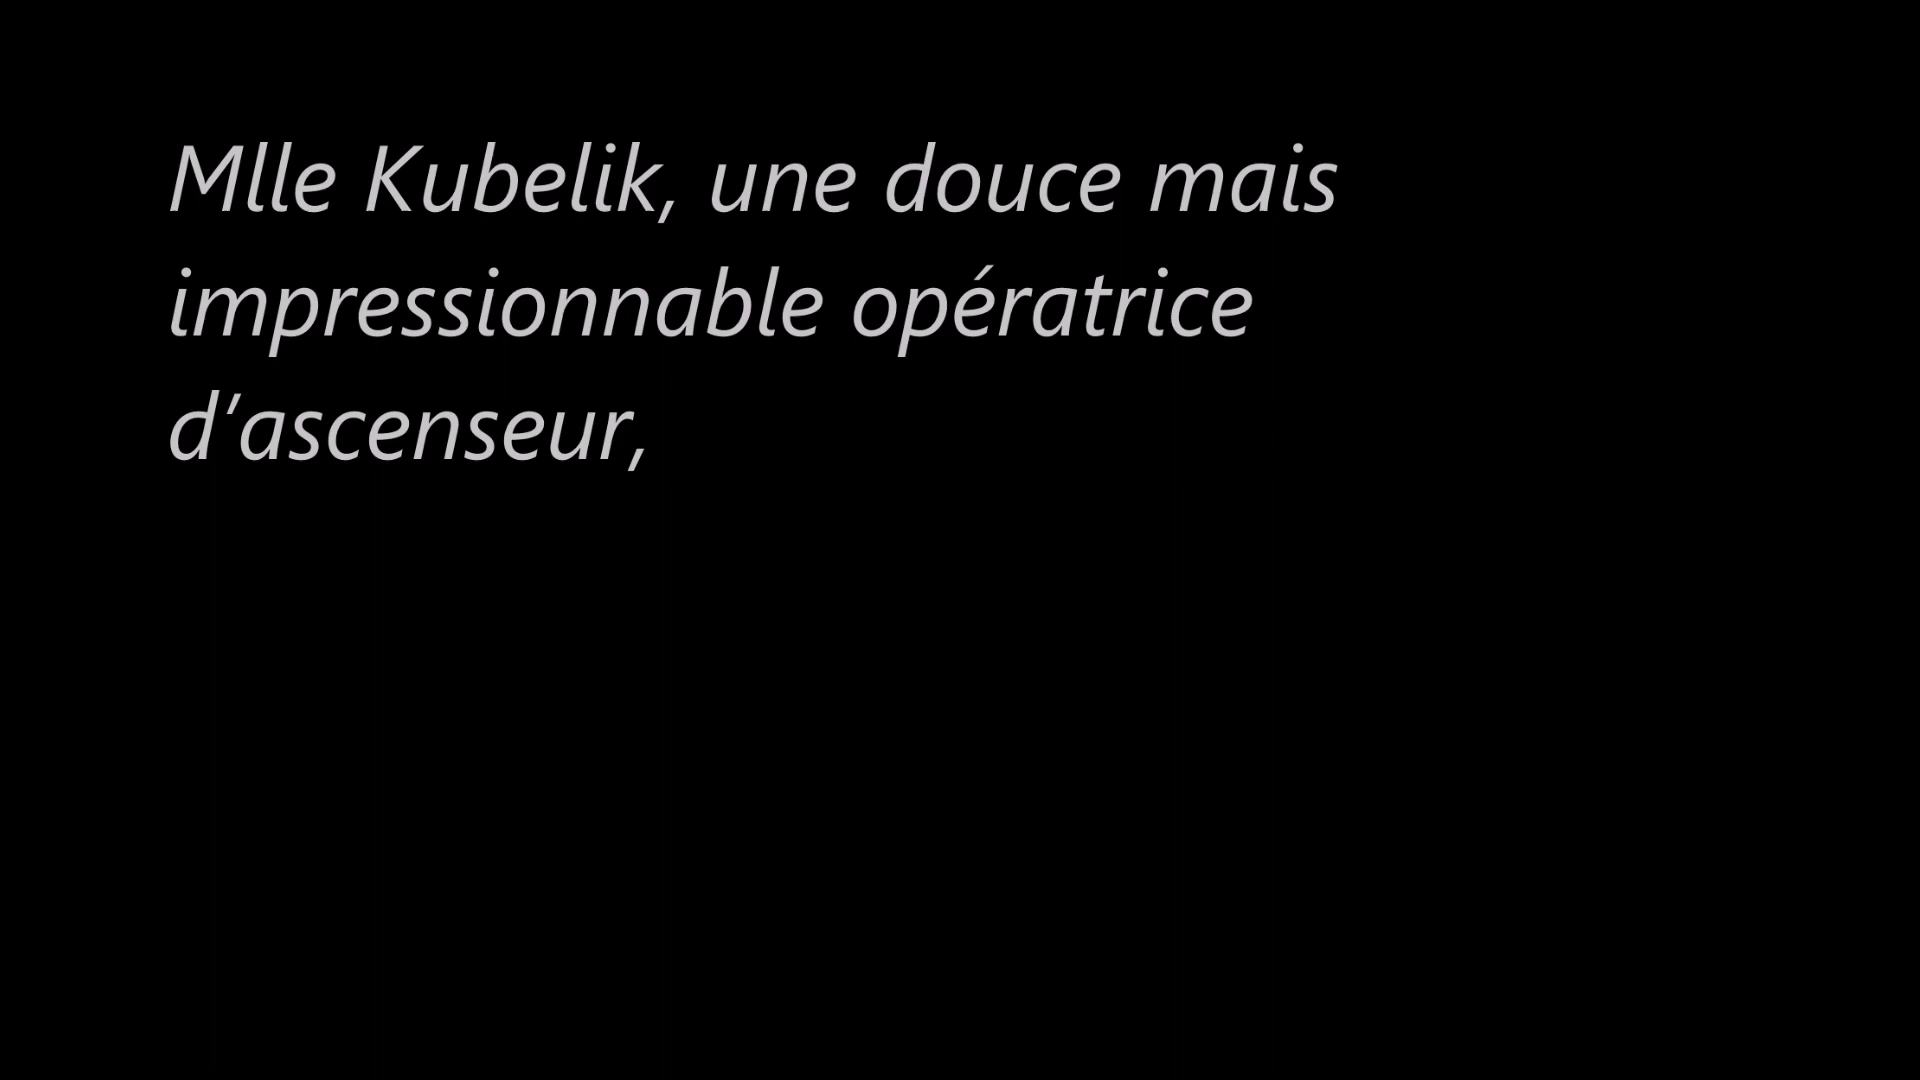 Mlle Kubelik, une douce mais
impressionnable opératrice
d’ascenseur,